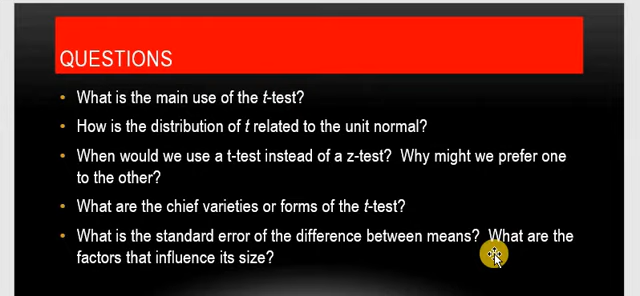 QUESTIONS
• What is the main use of the t-test?
• How is the distribution of t related to the unit normal?
• When would we use a t-test instead of a z-test? Why might we prefer one
to the other?
• What are the chief varieties or forms of the t-test?
• What is the standard error of the difference between means? What are the
factors that influence its size?